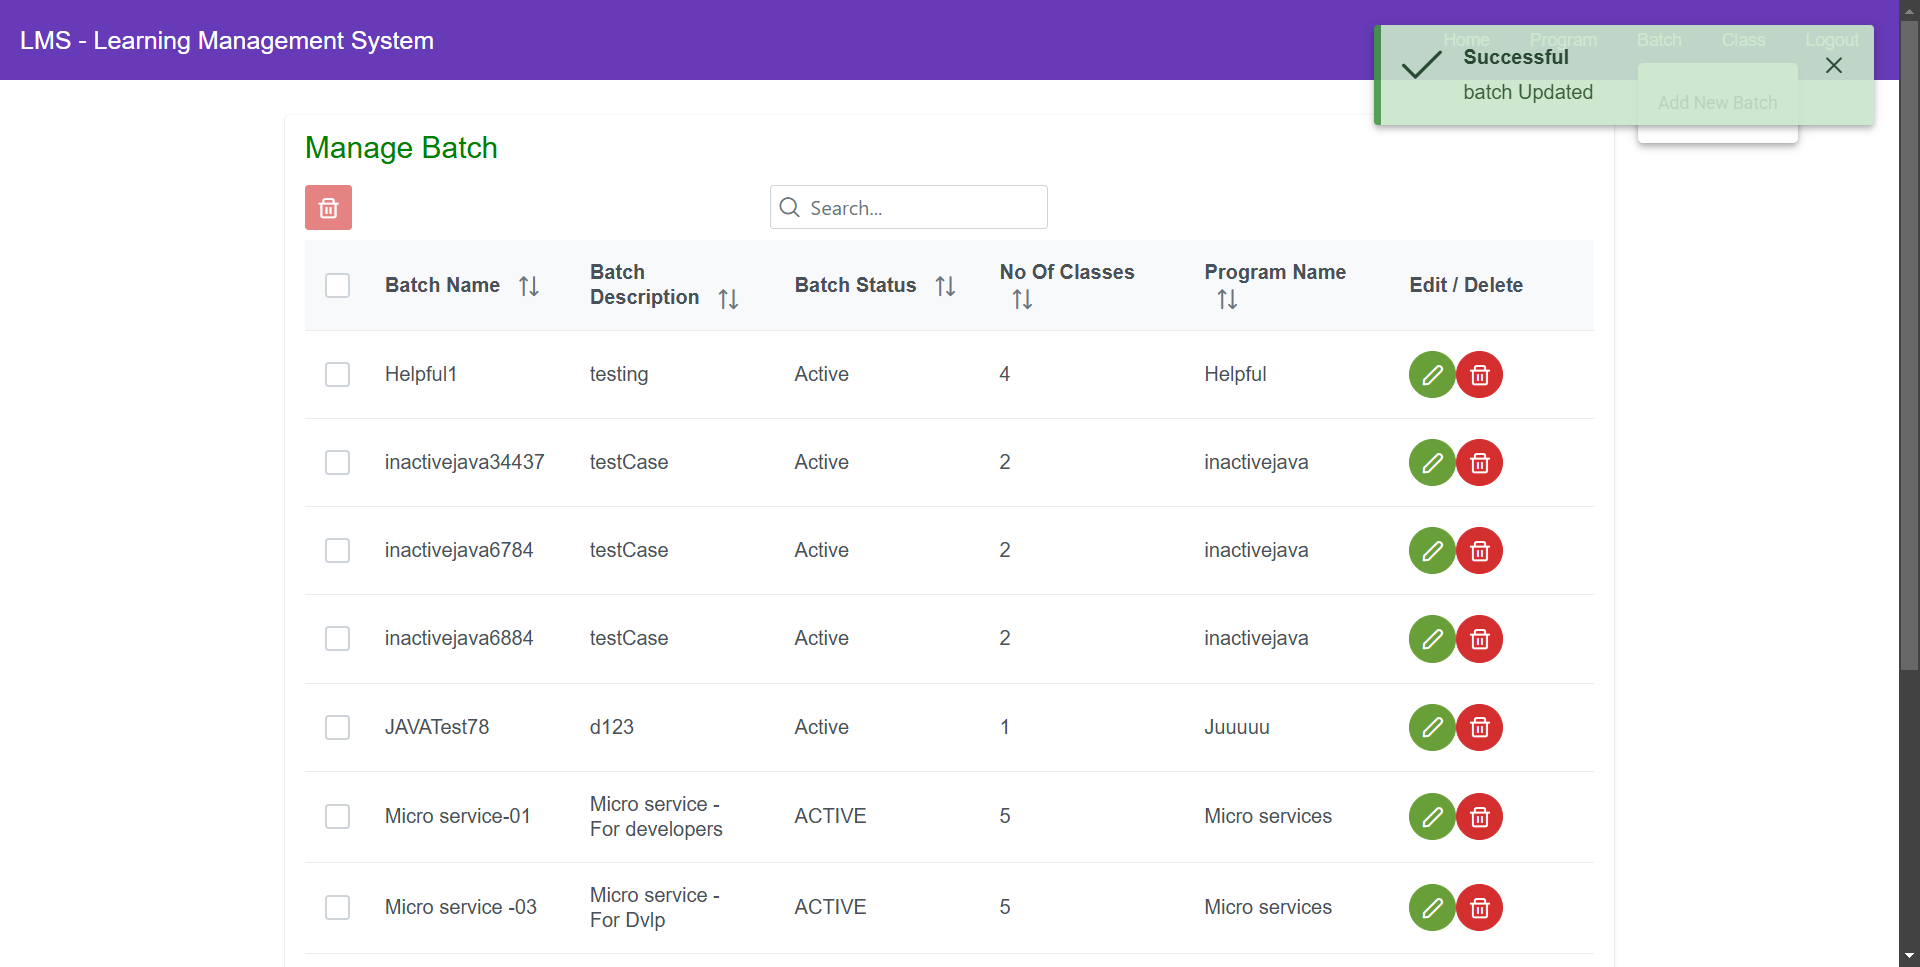 LMS - Learning Management System
Home Program Batch Class Logout
Successful
batch Updated
Add New Batch
Manage Batch
Search...
Batch Name Batch Description Batch Status No Of Classes Program Name Edit / Delete
Helpful1 testing Active 4 Helpful
inactivejava34437 testCase Active 2 inactivejava
inactivejava6784 testCase Active 2 inactivejava
inactivejava6884 testCase Active 2 inactivejava
JAVATest78 d123 Active 1 Juuuuu
Micro service-01 Micro service - For developers ACTIVE 5 Micro services
Micro service -03 Micro service - For Dvlp ACTIVE 5 Micro services